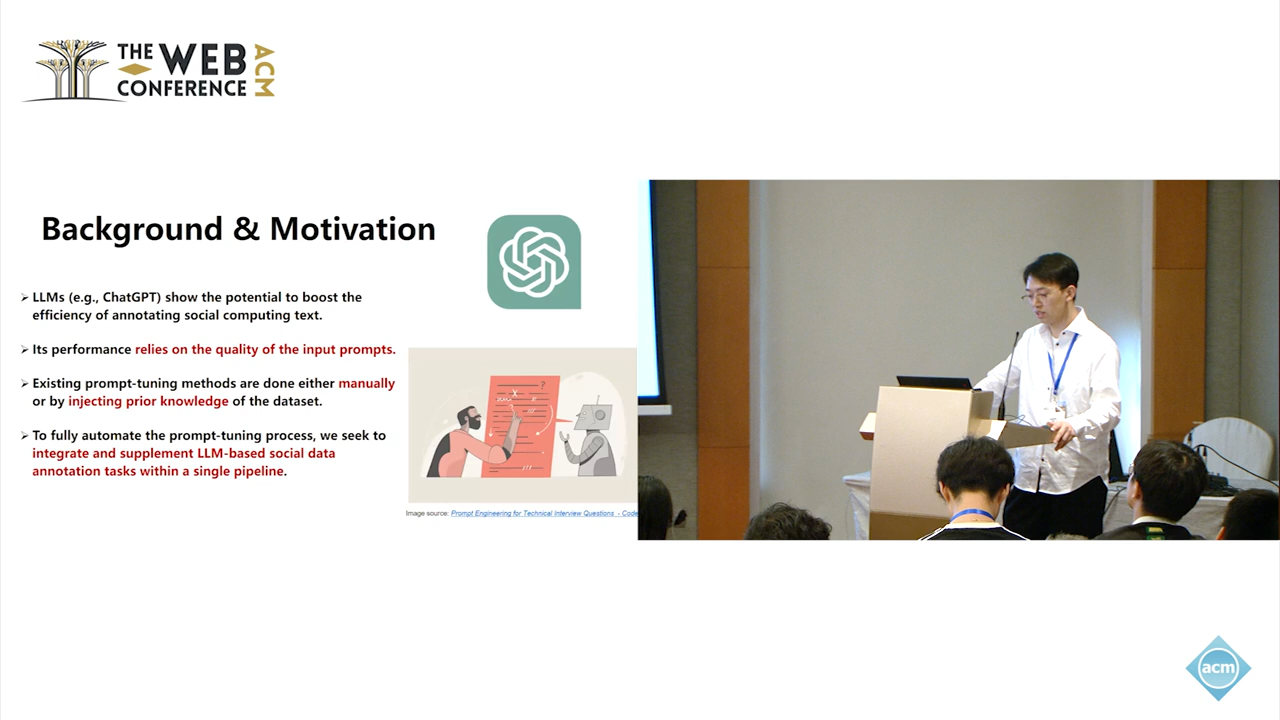 THE WEB
CONFERENCE
ACM
Background & Motivation
➢ LLMs (e.g., ChatGPT) show the potential to boost the
efficiency of annotating social computing text.
➢ Its performance relies on the quality of the input prompts.
➢ Existing prompt-tuning methods are done either manually
or by injecting prior knowledge of the dataset.
➢ To fully automate the prompt-tuning process, we seek to
integrate and supplement LLM-based social data
annotation tasks within a single pipeline.
?
Image source: Prompt Engineering for Technical Interview Questions - Code
acm